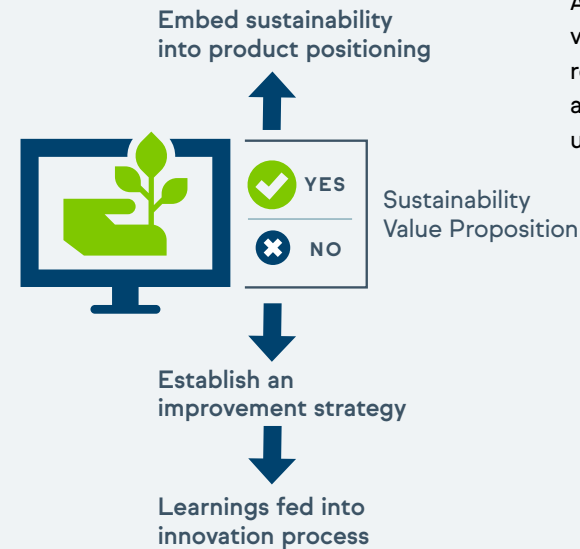 Embed sustainability
into product positioning
YES
NO
Sustainability
Value Proposition
Establish an
improvement strategy
Learnings fed into
innovation process